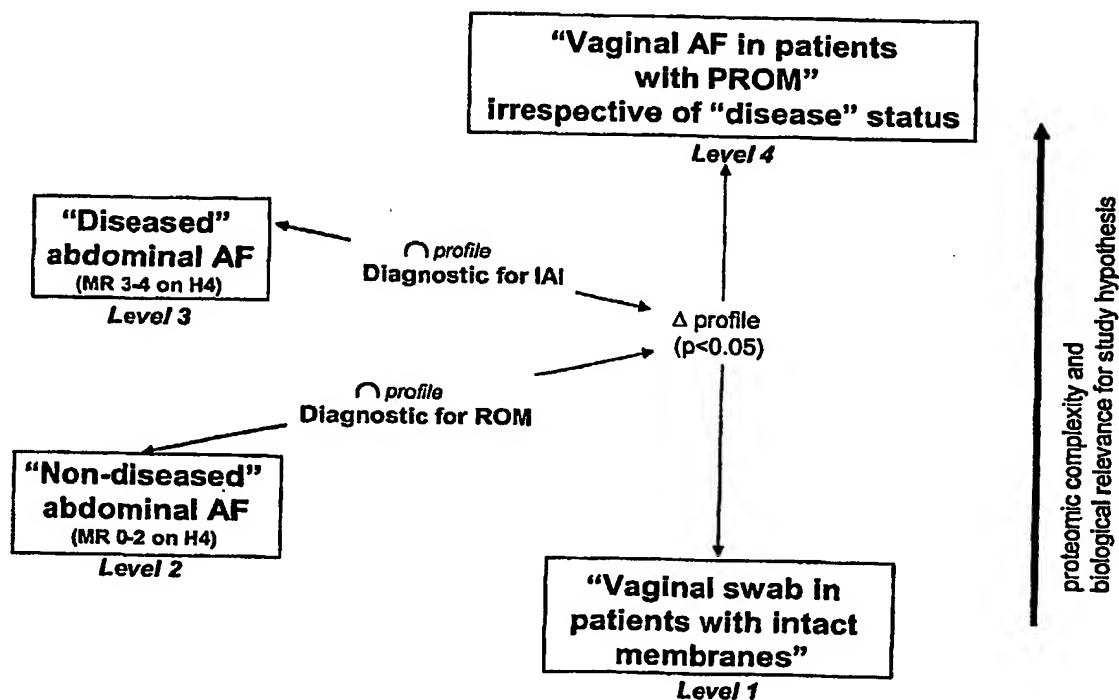 “Vaginal AF in patients
with PROM”
irrespective of “disease” status
Level 4
“Diseased”
abdominal AF
(MR 3-4 on H4)
Level 3
∩ profile
Diagnostic for IAI
Δ profile
(p<0.05)
∩ profile
Diagnostic for ROM
“Non-diseased”
abdominal AF
(MR 0-2 on H4)
Level 2
“Vaginal swab in
patients with intact
membranes”
Level 1
proteomic complexity and
biological relevance for study hypothesis